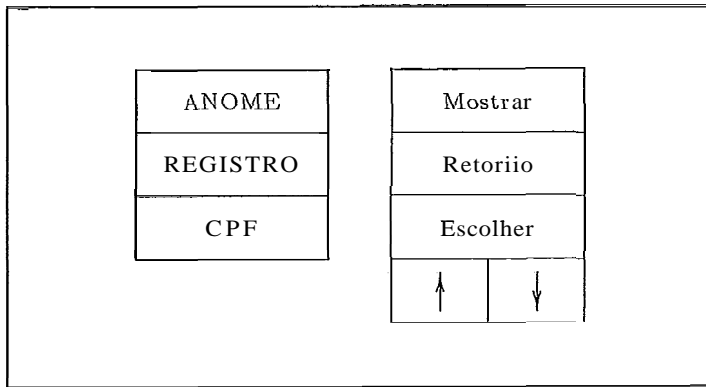 ANOME
REGISTRO
CPF
Mostrar
Retoriio
Escolher